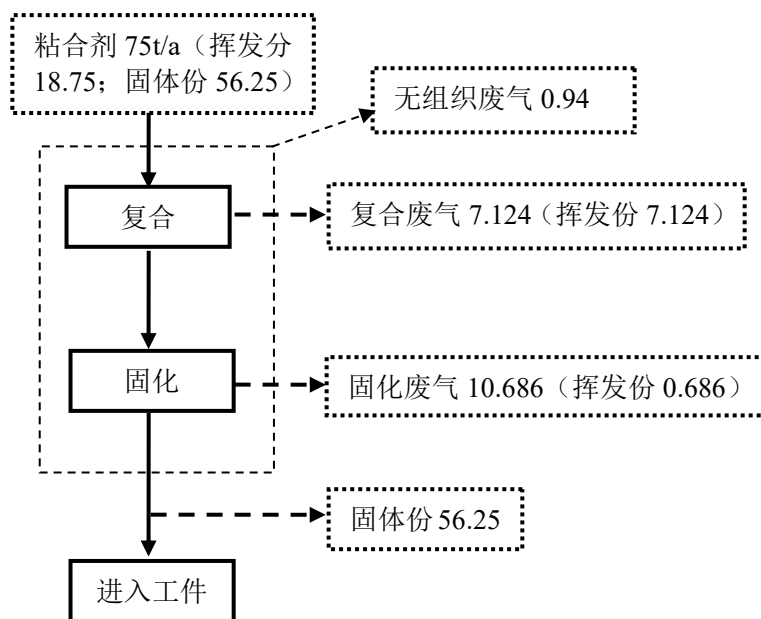 粘合剂 75t/a（挥发分
18.75；固体份 56.25）
无组织废气 0.94
复合
复合废气 7.124（挥发份 7.124）
固化
固化废气 10.686（挥发份 0.686）
固体份 56.25
进入工件